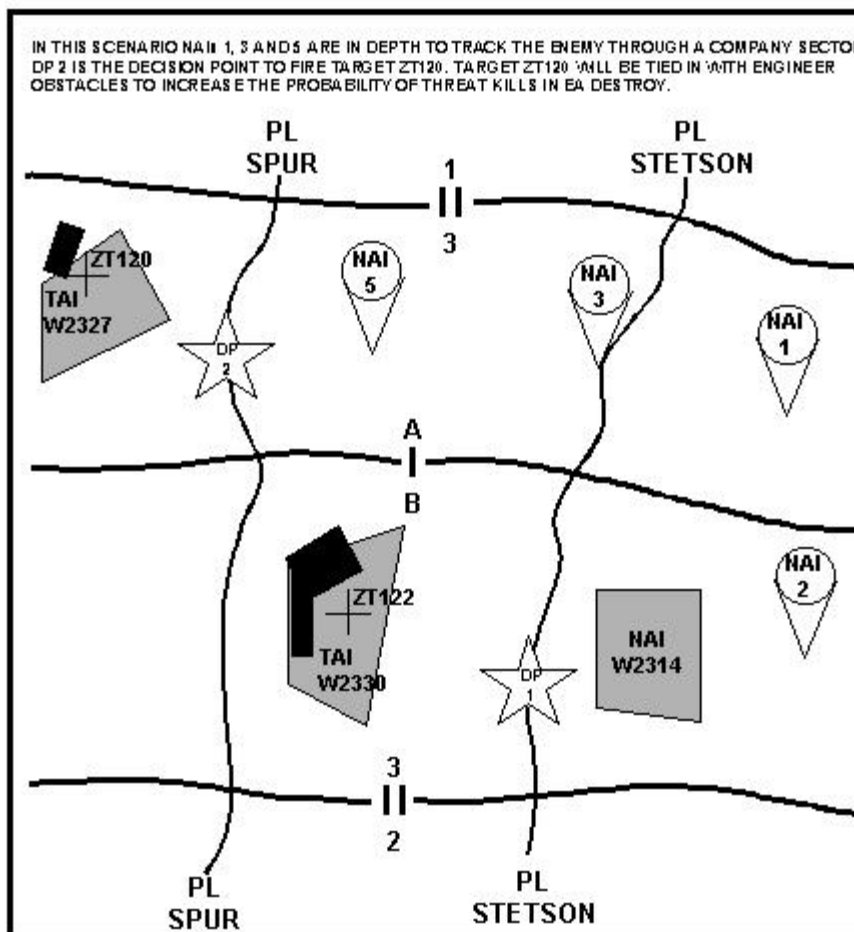 IN THIS SCENARIO NAIs 1, 3 AND 5 ARE IN DEPTH TO TRACK THE ENEMY THROUGH A COMPANY SECTO
DP 2 IS THE DECISION POINT TO FIRE TARGET ZT120. TARGET ZT120 WILL BE TIED IN WITH ENGINEER
OBSTACLES TO INCREASE THE PROBABILITY OF THREAT KILLS IN EA DESTROY.
PL
SPUR
PL
STETSON
1
3
ZT120
TAI
W2327
NAI
5
NAI
3
NAI
1
DP
2
A
B
NAI
2
ZT122
TAI
W2330
NAI
W2314
DP
1
3
2
PL
SPUR
PL
STETSON